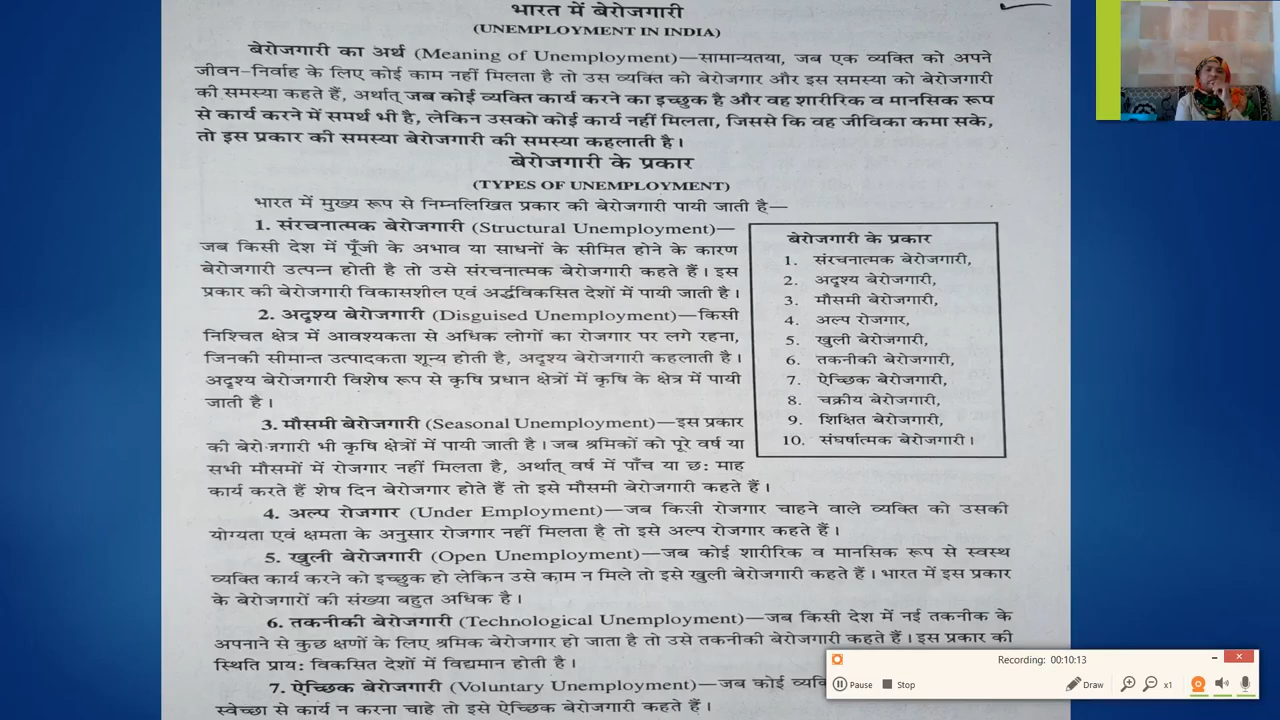 भारत में बेरोजगारी
(UNEMPLOYMENT IN INDIA)
बेरोजगारी का अर्थ (Meaning of Unemployment)—सामान्यतया, जब एक व्यक्ति को अपने
जीवन-निर्वाह के लिए कोई काम नहीं मिलता है तो उस व्यक्ति को बेरोजगार और इस समस्या को बेरोजगारी
की समस्या कहते हैं, अर्थात् जब कोई व्यक्ति कार्य करने का इच्छुक है और वह शारीरिक व मानसिक रूप
से कार्य करने में समर्थ भी है, लेकिन उसको कोई कार्य नहीं मिलता, जिससे कि वह जीविका कमा सके,
तो इस प्रकार की समस्या बेरोजगारी की समस्या कहलाती है।
बेरोजगारी के प्रकार
(TYPES OF UNEMPLOYMENT)
भारत में मुख्य रूप से निम्नलिखित प्रकार की बेरोजगारी पायी जाती है—
1. संरचनात्मक बेरोजगारी (Structural Unemployment)—
जब किसी देश में पूँजी के अभाव या साधनों के सीमित होने के कारण
बेरोजगारी उत्पन्न होती है तो उसे संरचनात्मक बेरोजगारी कहते हैं। इस
प्रकार की बेरोजगारी विकासशील एवं अर्द्धविकसित देशों में पायी जाती है।
2. अदृश्य बेरोजगारी (Disguised Unemployment)—किसी
निश्चित क्षेत्र में आवश्यकता से अधिक लोगों का रोजगार पर लगे रहना,
जिनकी सीमान्त उत्पादकता शून्य होती है, अदृश्य बेरोजगारी कहलाती है।
अदृश्य बेरोजगारी विशेष रूप से कृषि प्रधान क्षेत्रों में कृषि के क्षेत्र में पायी
जाती है।
3. मौसमी बेरोजगारी (Seasonal Unemployment)—इस प्रकार
की बेरोजगारी भी कृषि क्षेत्रों में पायी जाती है। जब श्रमिकों को पूरे वर्ष या
सभी मौसमों में रोजगार नहीं मिलता है, अर्थात् वर्ष में पाँच या छ: माह
कार्य करते हैं शेष दिन बेरोजगार होते हैं तो इसे मौसमी बेरोजगारी कहते हैं।
बेरोजगारी के प्रकार
1. संरचनात्मक बेरोजगारी,
2. अदृश्य बेरोजगारी,
3. मौसमी बेरोजगारी,
4. अल्प रोजगार,
5. खुली बेरोजगारी,
6. तकनीकी बेरोजगारी,
7. ऐच्छिक बेरोजगारी,
8. चक्रीय बेरोजगारी,
9. शिक्षित बेरोजगारी,
10. संघर्षात्मक बेरोजगारी।
4. अल्प रोजगार (Under Employment)—जब किसी रोजगार चाहने वाले व्यक्ति को उसकी
योग्यता एवं क्षमता के अनुसार रोजगार नहीं मिलता है तो इसे अल्प रोजगार कहते हैं।
5. खुली बेरोजगारी (Open Unemployment)—जब कोई शारीरिक व मानसिक रूप से स्वस्थ
व्यक्ति कार्य करने को इच्छुक हो लेकिन उसे काम न मिले तो इसे खुली बेरोजगारी कहते हैं। भारत में इस प्रकार
के बेरोजगारों की संख्या बहुत अधिक है।
6. तकनीकी बेरोजगारी (Technological Unemployment)—जब किसी देश में नई तकनीक के
अपनाने से कुछ क्षणों के लिए श्रमिक बेरोजगार हो जाता है तो उसे तकनीकी बेरोजगारी कहते हैं। इस प्रकार की
स्थिति प्राय: विकसित देशों में विद्यमान होती है।
7. ऐच्छिक बेरोजगारी (Voluntary Unemployment)—जब कोई
स्वेच्छा से कार्य न करना चाहे तो इसे ऐच्छिक बेरोजगारी कहते हैं।
Recording: 00:10:13
Pause Stop Draw x1